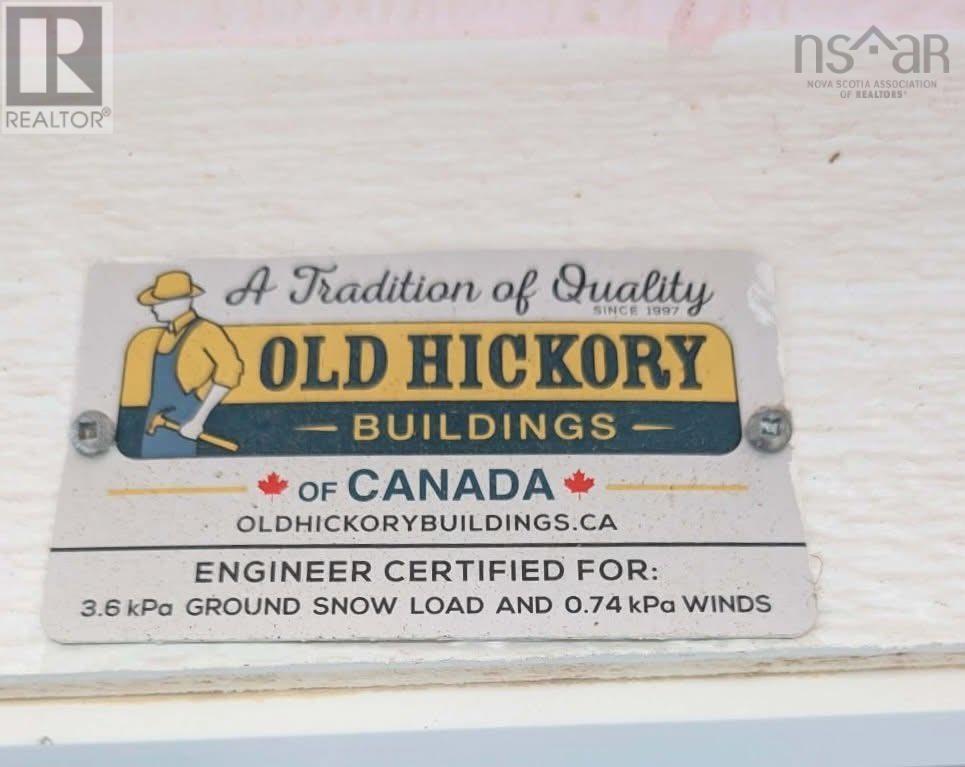 R
REALTOR®
nsar
NOVA SCOTIA ASSOCIATION
OF REALTORS®
A Tradition of Quality
SINCE 1997
OLD HICKORY
BUILDINGS
OF CANADA
OLDHICKORYBUILDINGS.CA
ENGINEER CERTIFIED FOR:
3.6 kPa GROUND SNOW LOAD AND 0.74 kPa WINDS